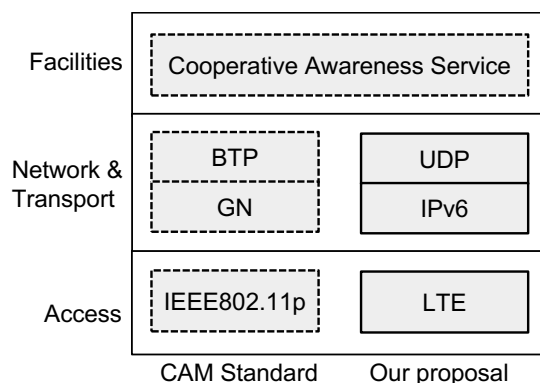 Facilities
Cooperative Awareness Service
Network &
Transport
BTP
UDP
GN
IPv6
Access
IEEE802.11p
LTE
CAM Standard
Our proposal